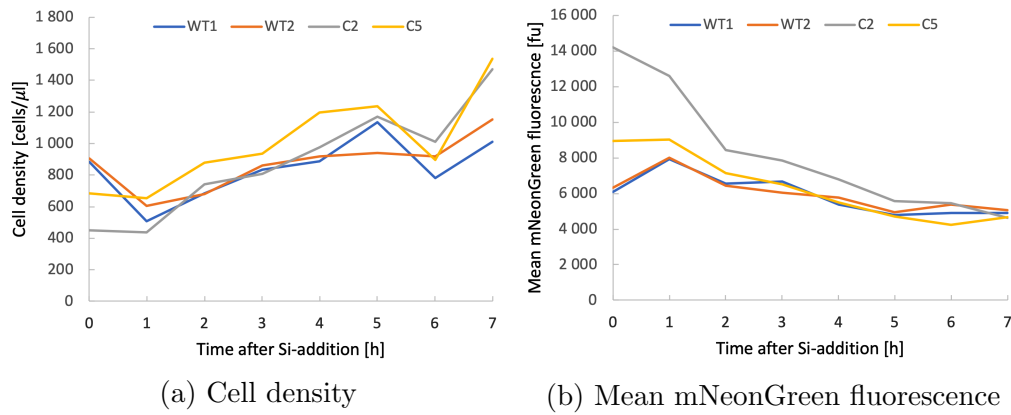 WT1 WT2 C2 C5
Cell density [cells/µl]
1 800
1 600
1 400
1 200
1 000
800
600
400
200
0
0 1 2 3 4 5 6 7
Time after Si-addition [h]
(a) Cell density
WT1 WT2 C2 C5
Mean mNeonGreen fluorescnce [fu]
16 000
14 000
12 000
10 000
8 000
6 000
4 000
2 000
0
0 1 2 3 4 5 6 7
Time after Si-addition [h]
(b) Mean mNeonGreen fluorescence